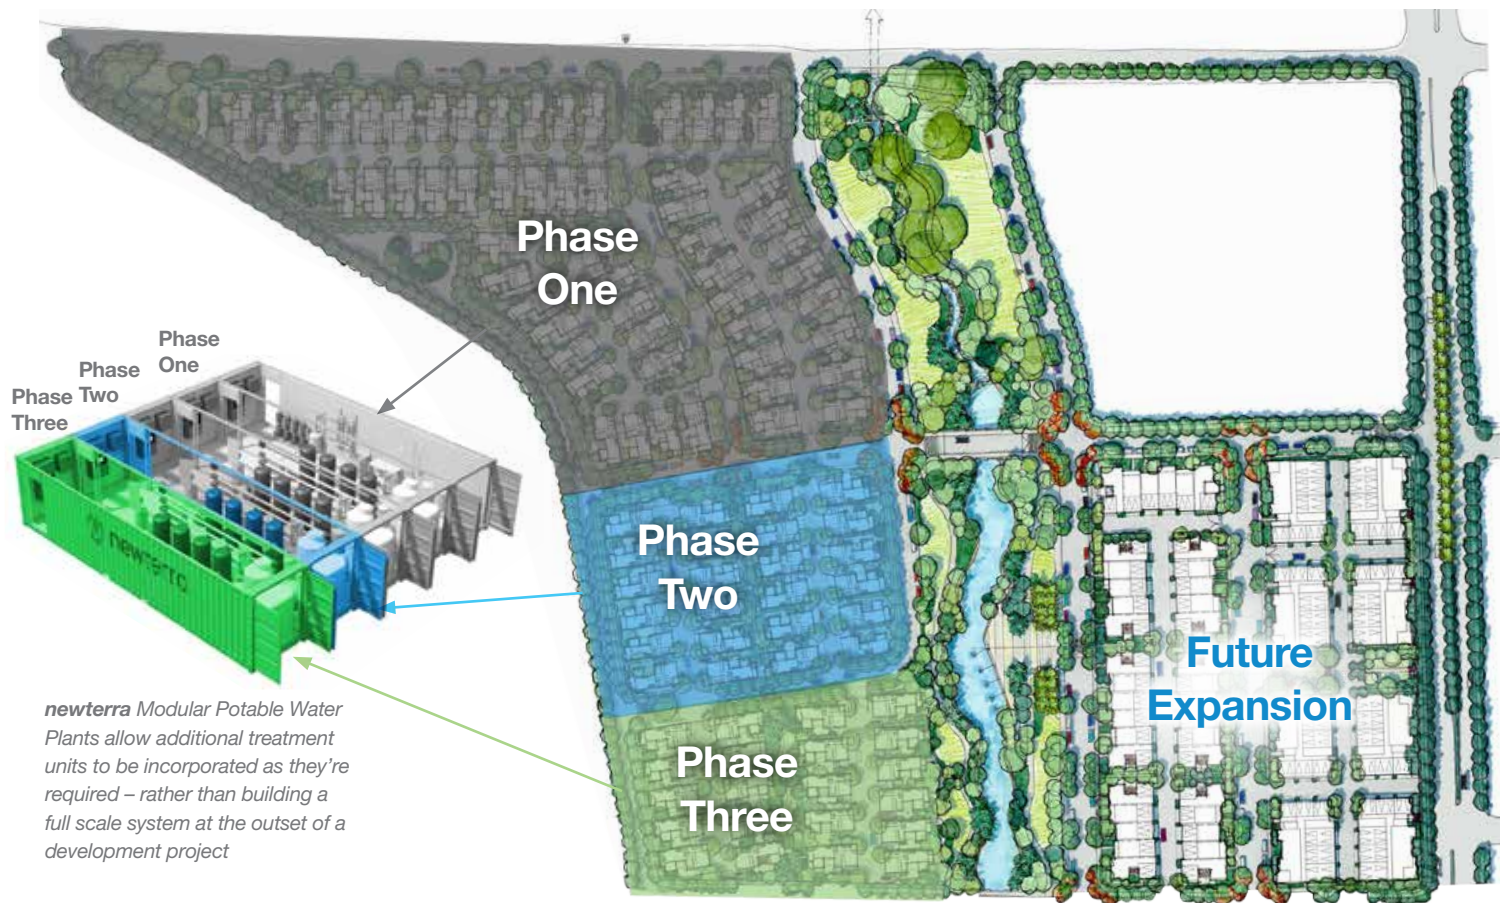 Phase
One
Phase
Two
Phase
Three
Future
Expansion
Phase
One
Phase
Two
Phase
Three
newterra
newterra Modular Potable Water
Plants allow additional treatment
units to be incorporated as they're
required – rather than building a
full scale system at the outset of a
development project